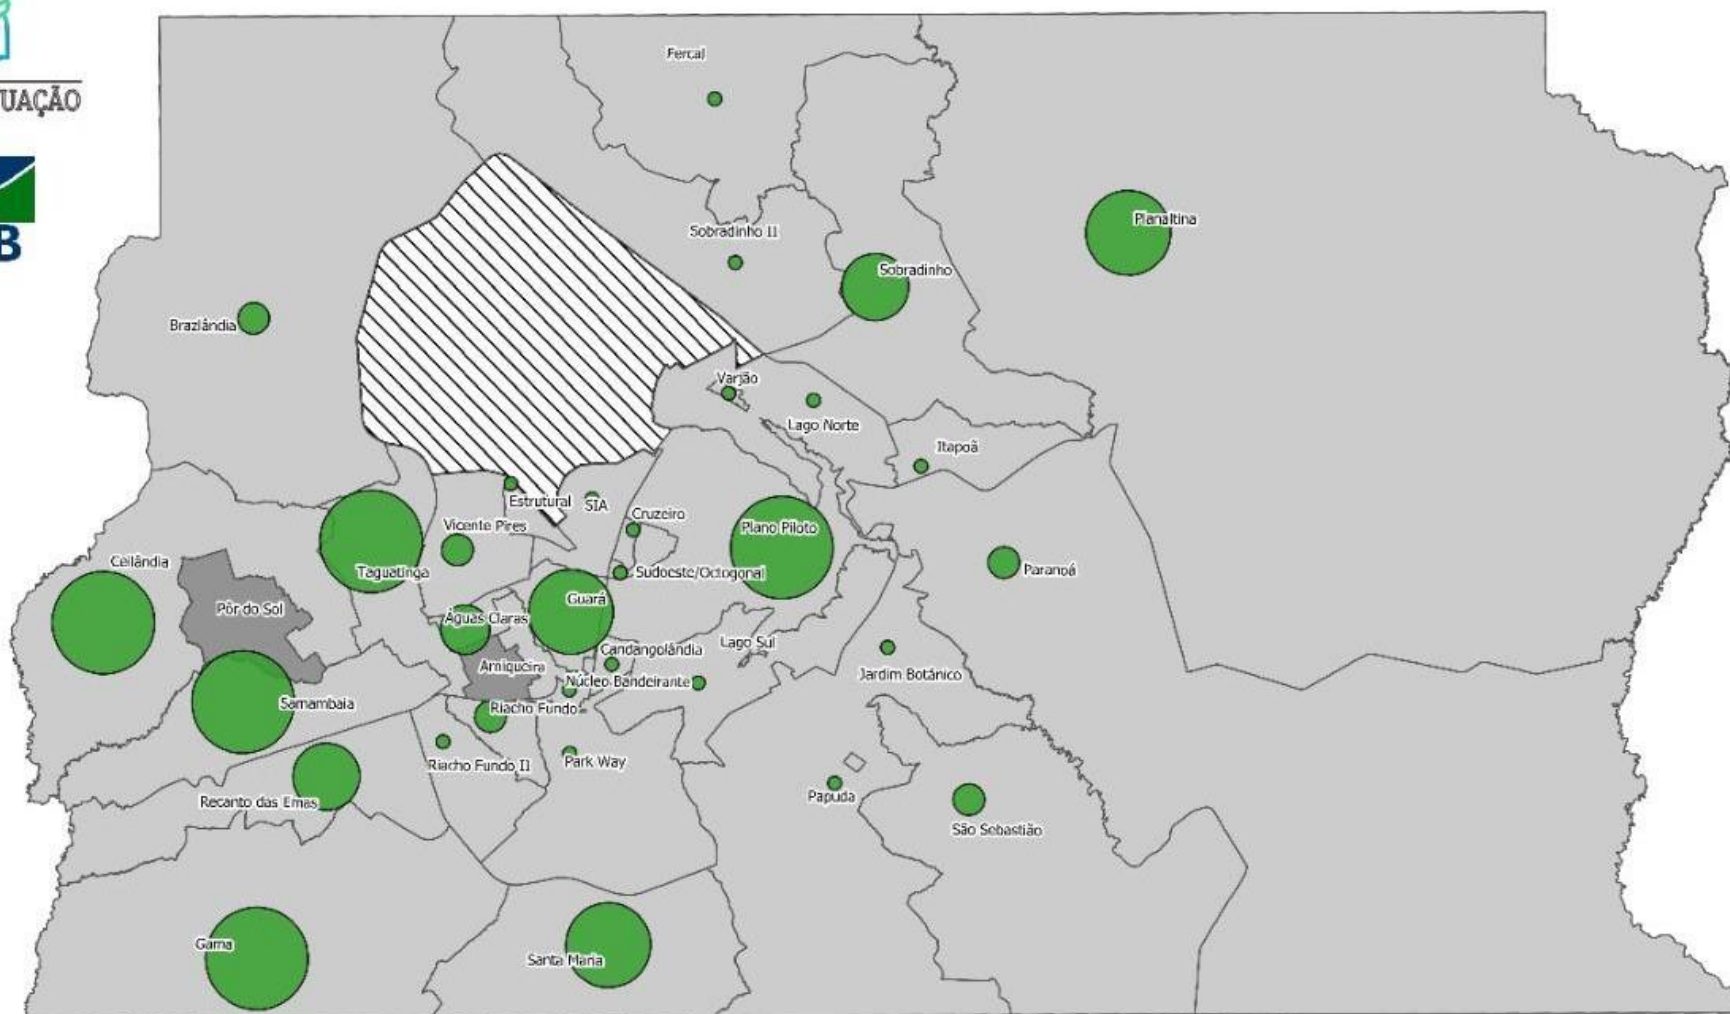 UAÇÃO
B
Fercal
Planaltina
Sobradinho II
Sobradinho
Brazlândia
Varjão
Lago Norte
Itapoã
Estrutural
SIA
Cruzeiro
Vicente Pires
Plano Piloto
Ceilândia
Taguatinga
Sudoeste/Octogonal
Paranoá
Pôr do Sol
Guará
Águas Claras
Lago Sul
Candangolândia
Arniqueira
Jardim Botânico
Núcleo Bandeirante
Samambaia
Riacho Fundo
Riacho Fundo II
Park Way
Recanto das Emas
Papuda
São Sebastião
Gama
Santa Maria